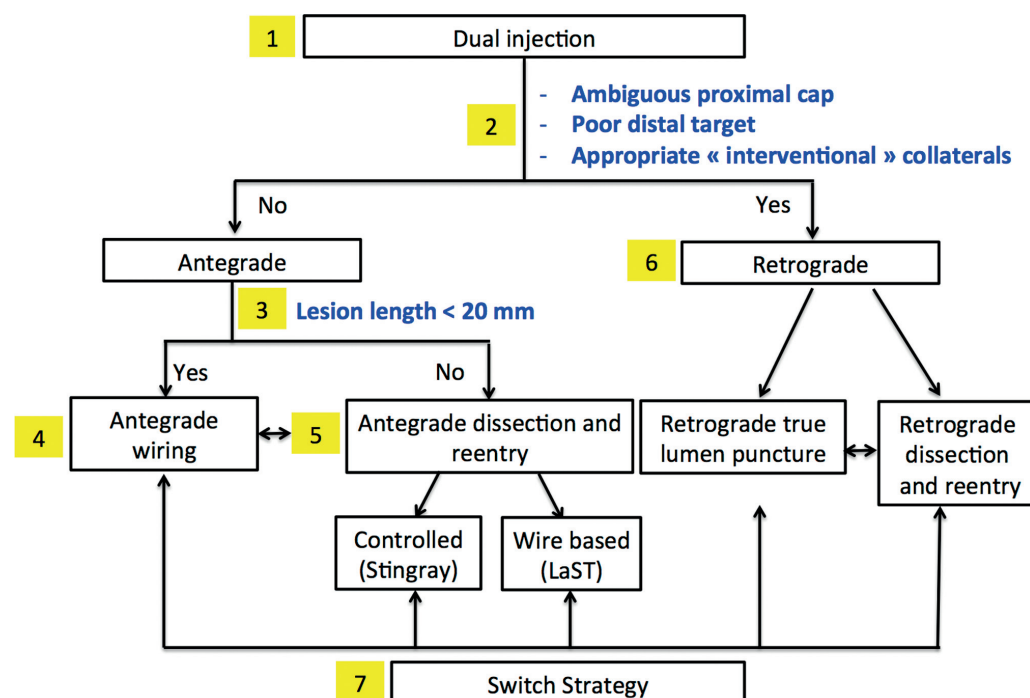 1
Dual injection
2
- Ambiguous proximal cap
- Poor distal target
- Appropriate « interventional » collaterals
No
Yes
Antegrade
6
Retrograde
3
Lesion length < 20 mm
Yes
No
4
Antegrade
wiring
5
Antegrade dissection and
reentry
Retrograde true
lumen puncture
Retrograde
dissection
and reentry
Controlled
(Stingray)
Wire based
(LaST)
7
Switch Strategy